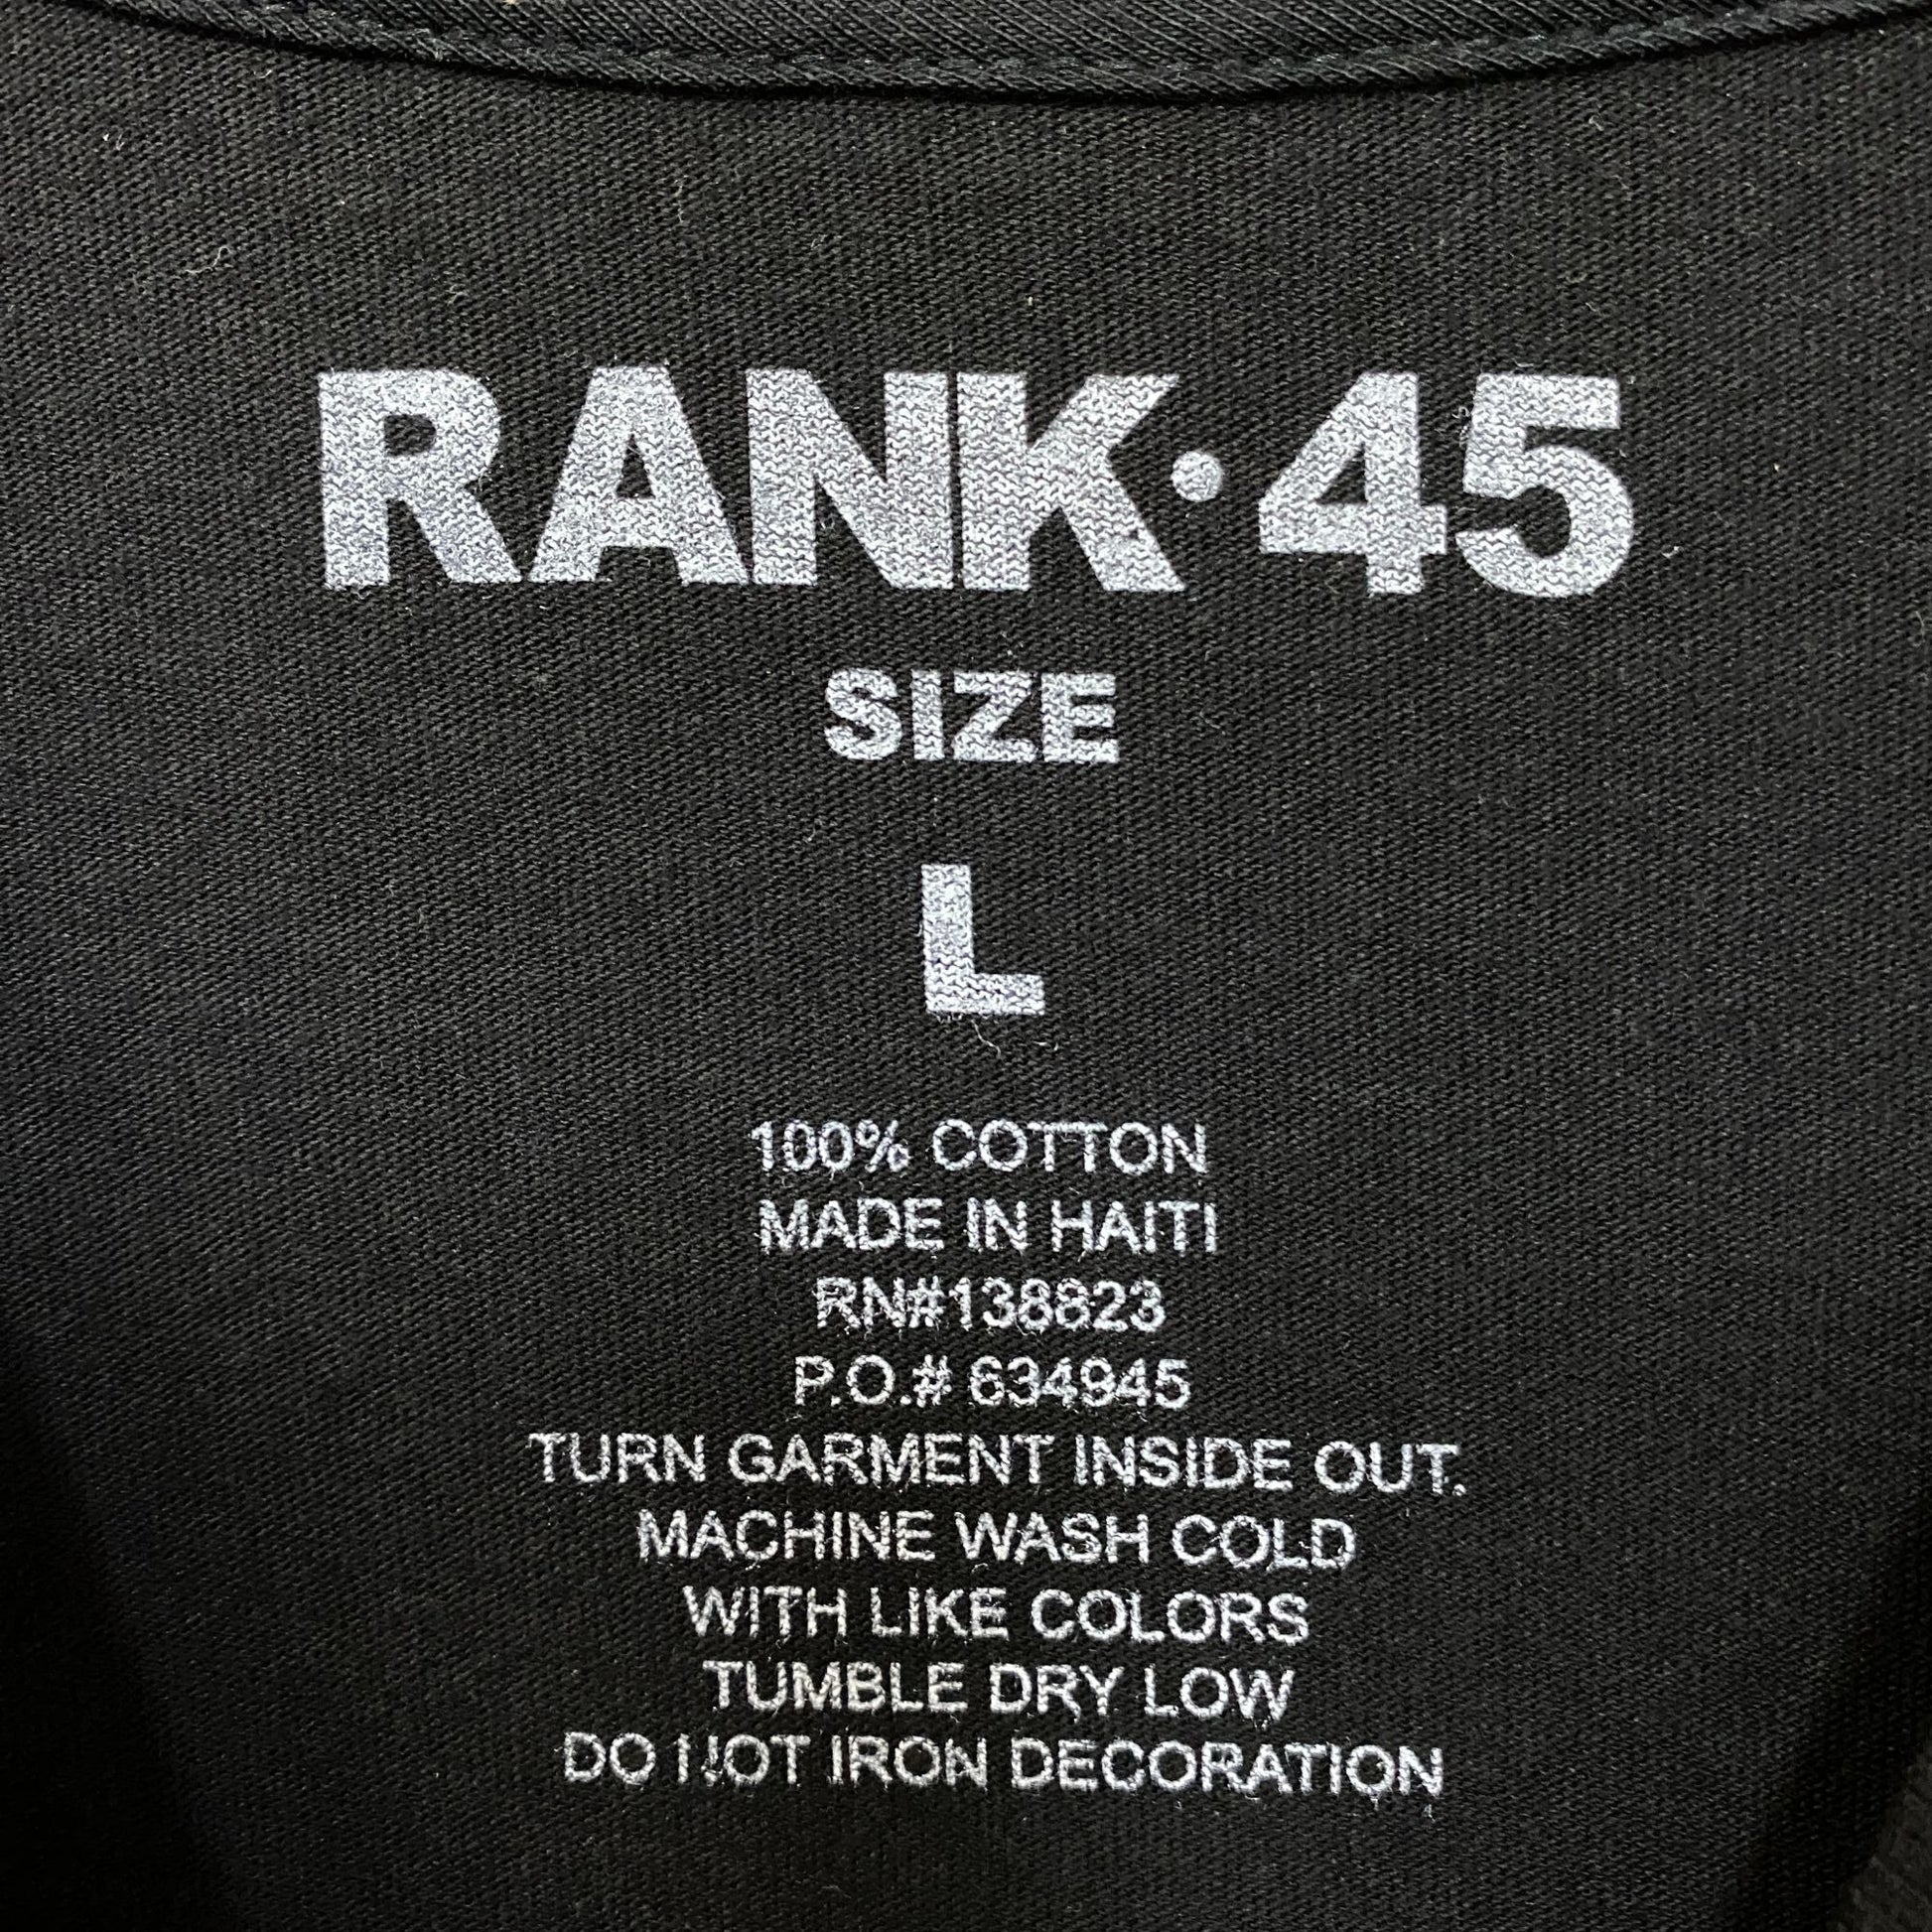 RANK·45
SIZE
L
100% COTTON
MADE IN HAITI
RN#138823
P.O.# 634945
TURN GARMENT INSIDE OUT.
MACHINE WASH COLD
WITH LIKE COLORS
TUMBLE DRY LOW
DO NOT IRON DECORATION